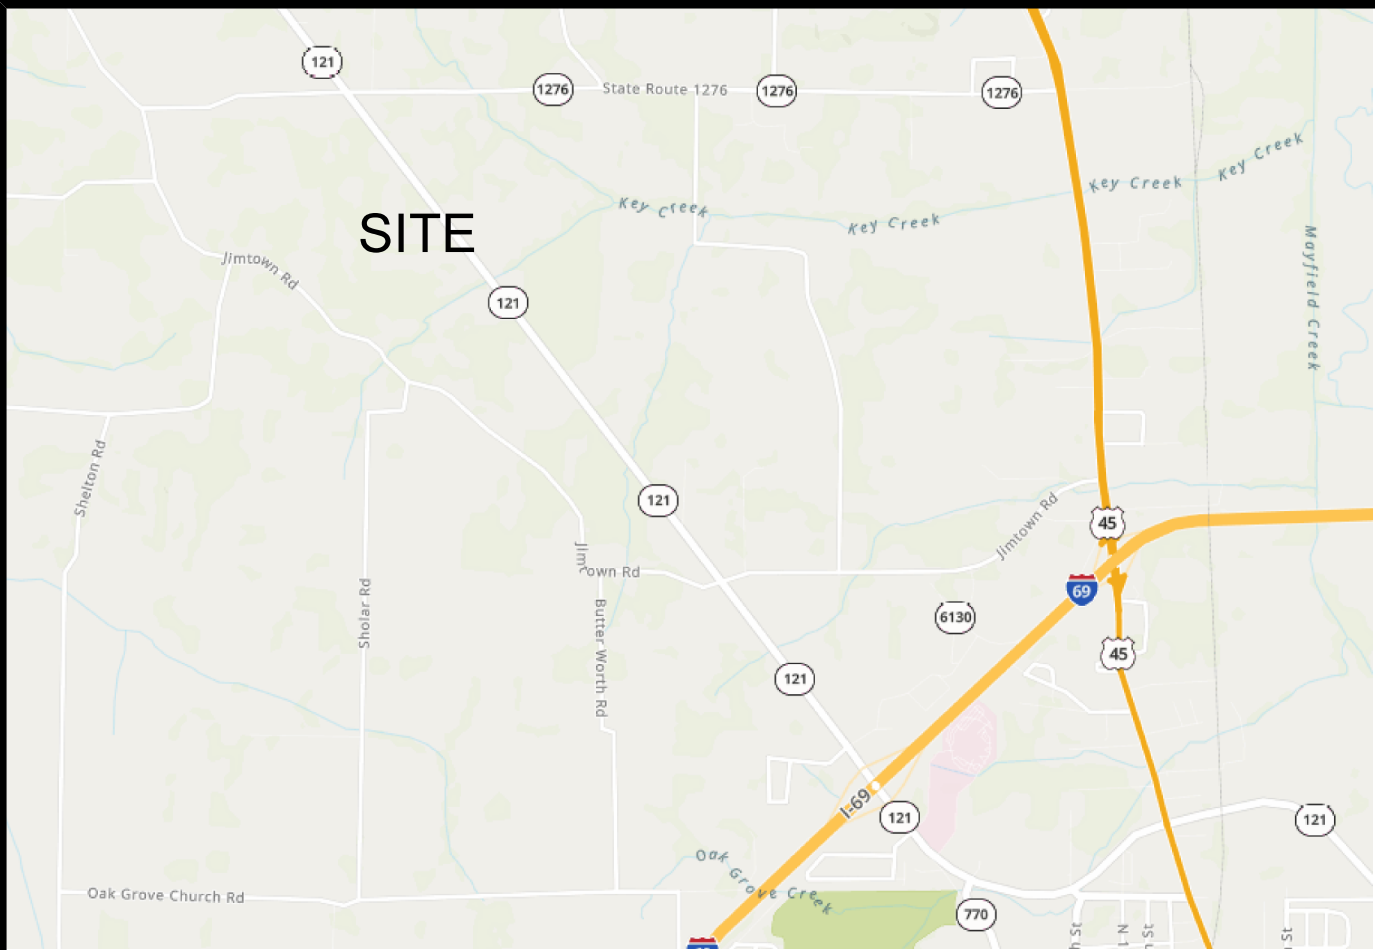 121
1276
State Route 1276
1276
1276
Key Creek
Key Creek
Key Creek
Key Creek
SITE
Jimtown Rd
121
Mayfield Creek
Shelton Rd
121
Jimtown Rd
45
Jimtown Rd
69
Sholar Rd
Butter Worth Rd
6130
45
121
I-69
121
121
Oak Grove Creek
Oak Grove Church Rd
770